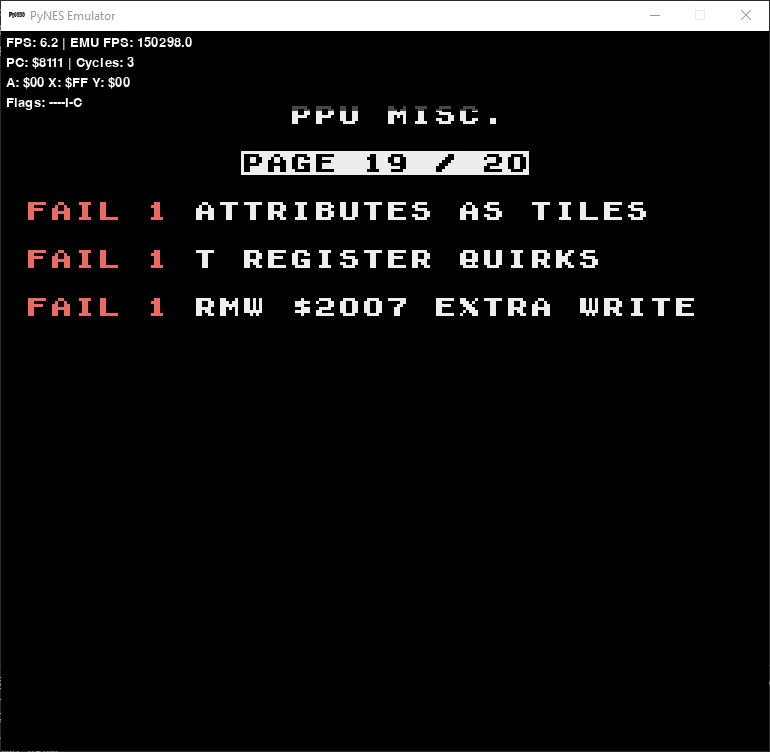 PyNES Emulator
FPS: 6.2 | EMU FPS: 150298.0
PC: $8111 | Cycles: 3
A: $00 X: $FF Y: $00
Flags: ----I-C
PPU MISC.
PAGE 19 / 20
FAIL 1 ATTRIBUTES AS TILES
FAIL 1 T REGISTER QUIRKS
FAIL 1 RMW $2007 EXTRA WRITE